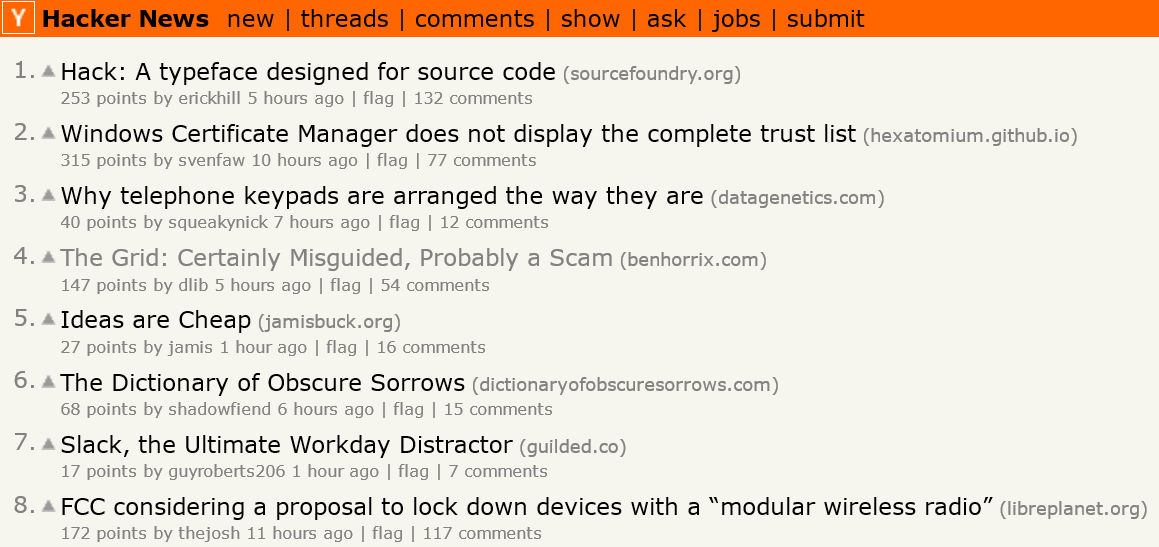 Y Hacker News new | threads | comments | show | ask | jobs | submit
1. Hack: A typeface designed for source code (sourcefoundry.org)
253 points by erickhill 5 hours ago | flag | 132 comments
2. Windows Certificate Manager does not display the complete trust list (hexatomium.github.io)
315 points by svenfaw 10 hours ago | flag | 77 comments
3. Why telephone keypads are arranged the way they are (datagenetics.com)
40 points by squeakynick 7 hours ago | flag | 12 comments
4. The Grid: Certainly Misguided, Probably a Scam (benhorrix.com)
147 points by dlib 5 hours ago | flag | 54 comments
5. Ideas are Cheap (jamisbuck.org)
27 points by jamis 1 hour ago | flag | 16 comments
6. The Dictionary of Obscure Sorrows (dictionaryofobscuresorrows.com)
68 points by shadowfiend 6 hours ago | flag | 15 comments
7. Slack, the Ultimate Workday Distractor (guilded.co)
17 points by guyroberts206 1 hour ago | flag | 7 comments
8. FCC considering a proposal to lock down devices with a “modular wireless radio” (libreplanet.org)
172 points by thejosh 11 hours ago | flag | 117 comments